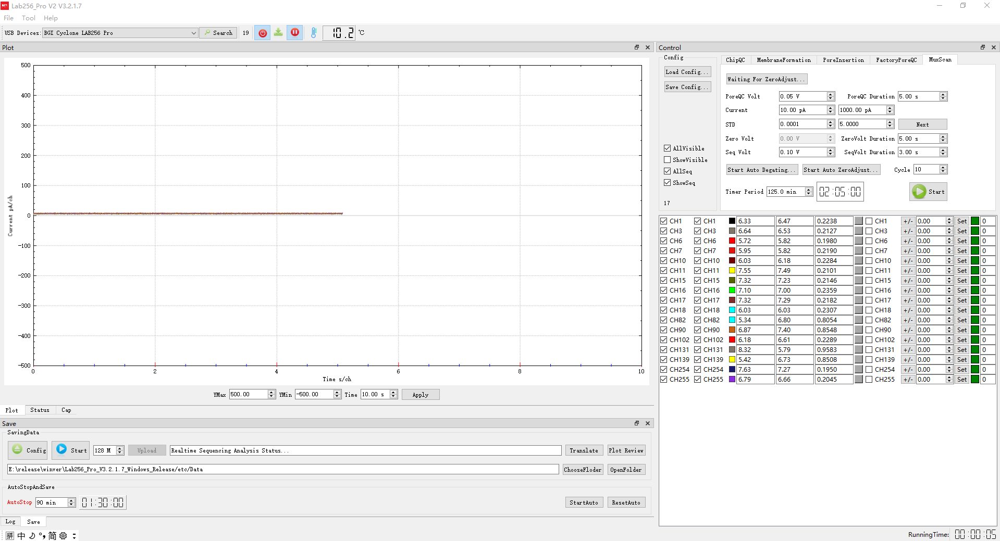 Lab256_Pro V2 V3.2.1.7
File Tool Help
USB Devices: BGI Cyclone LAB256 Pro Search 19 10.2 ℃
Plot
500
400
300
200
100
0
-100
-200
-300
-400
-500
0 2 4 6 8 10
Current pA/ch
Time s/ch
YMax 500.00 YMin -500.00 Time 10.00 s Apply
Plot Status Cap
Save
SavingData
Config Start 128 M Upload Realtime Sequencing Analysis Status... Translate Plot Review
E:\release\winver\Lab256_Pro_V3.2.1.7_Windows_Release/etc/Data ChooseFloder OpenFolder
AutoStopAndSave
AutoStop 90 min 01:30:00 StartAuto ResetAuto
Log Save
拼 中 简
Control
Config
Load Config...
Save Config...
AllVisible
ShowVisible
AllSeq
ShowSeq
17
ChipQC MembraneFormation PoreInsertion FactoryPoreQC MuxScan
Waiting For ZeroAdjust...
PoreQC Volt 0.05 V PoreQC Duration 5.00 s
Current 10.00 pA 1000.00 pA
STD 0.0001 5.0000 Next
Zero Volt 0.00 V ZeroVolt Duration 5.00 s
Seq Volt 0.10 V SeqVolt Duration 3.00 s
Start Auto Degating... Start Auto ZeroAdjust... Cycle 10
Timer Period 125.0 min 02:05:00 Start
CH1 CH1 6.33 6.47 0.2238 CH1 +/- 0.00 Set 0
CH3 CH3 6.64 6.53 0.2127 CH3 +/- 0.00 Set 0
CH6 CH6 5.72 5.82 0.1980 CH6 +/- 0.00 Set 0
CH7 CH7 5.95 5.82 0.2190 CH7 +/- 0.00 Set 0
CH10 CH10 6.03 6.18 0.2284 CH10 +/- 0.00 Set 0
CH11 CH11 7.55 7.49 0.2101 CH11 +/- 0.00 Set 0
CH15 CH15 7.32 7.23 0.2146 CH15 +/- 0.00 Set 0
CH16 CH16 7.10 7.00 0.2359 CH16 +/- 0.00 Set 0
CH17 CH17 7.32 7.29 0.2182 CH17 +/- 0.00 Set 0
CH18 CH18 6.03 6.03 0.2307 CH18 +/- 0.00 Set 0
CH82 CH82 5.34 6.80 0.8054 CH82 +/- 0.00 Set 0
CH90 CH90 6.87 7.40 0.8548 CH90 +/- 0.00 Set 0
CH102 CH102 6.18 6.61 0.2289 CH102 +/- 0.00 Set 0
CH131 CH131 8.32 5.79 0.9583 CH131 +/- 0.00 Set 0
CH139 CH139 5.42 6.73 0.8508 CH139 +/- 0.00 Set 0
CH254 CH254 7.63 7.27 0.1950 CH254 +/- 0.00 Set 0
CH255 CH255 6.79 6.66 0.2045 CH255 +/- 0.00 Set 0
RunningTime: 00:00:05